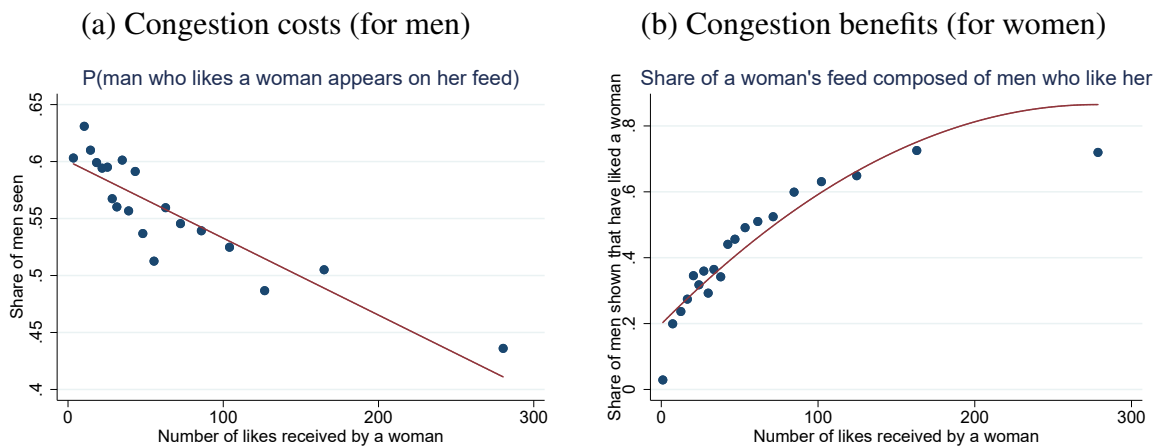 (a) Congestion costs (for men)
P(man who likes a woman appears on her feed)
Share of men seen
.65
.6
.55
.5
.45
.4
0 100 200 300
Number of likes received by a woman
(b) Congestion benefits (for women)
Share of a woman's feed composed of men who like her
Share of men shown that have liked a woman
.8
.6
.4
.2
0
0 100 200 300
Number of likes received by a woman